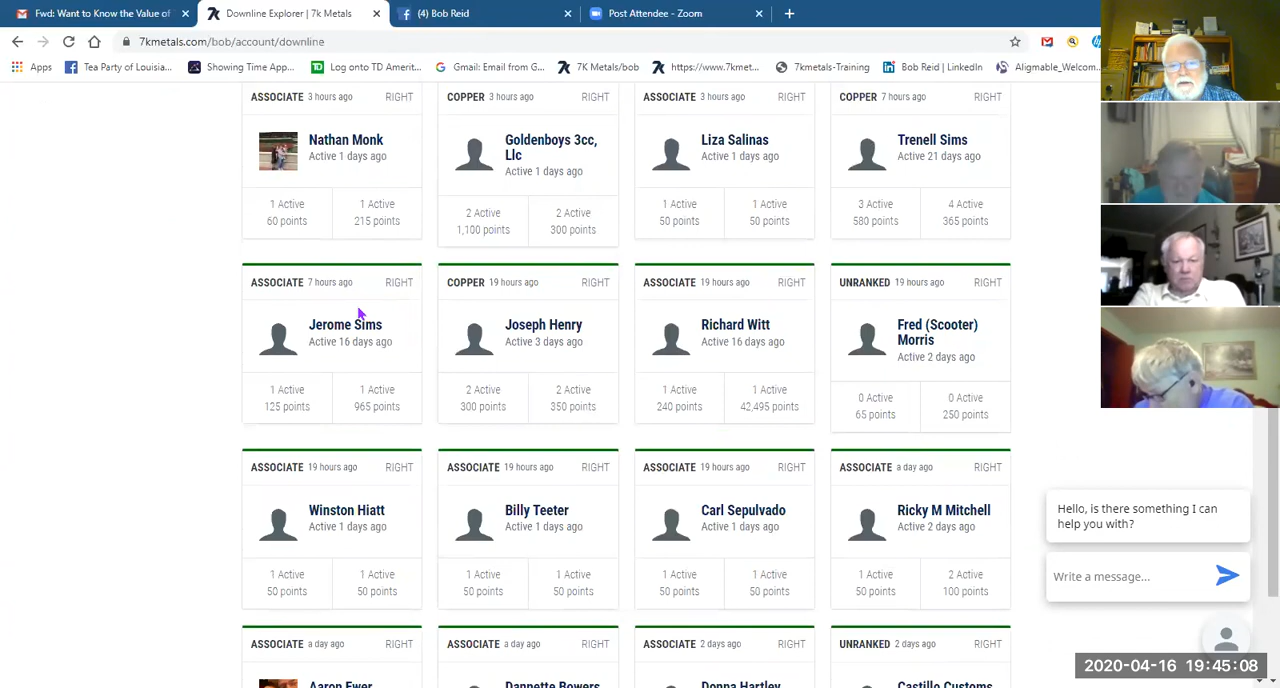 Fwd: Want to Know the Value of
Downline Explorer | 7k Metals
(4) Bob Reid
Post Attendee - Zoom
7kmetals.com/bob/account/downline
Apps
Tea Party of Louisia...
Showing Time App...
Log onto TD Amerit...
Gmail: Email from G...
7K Metals/bob
https://www.7kmet...
7kmetals-Training
Bob Reid | LinkedIn
Alignable_Welcom...
ASSOCIATE 3 hours ago RIGHT
Nathan Monk
Active 1 days ago
1 Active 1 Active
60 points 215 points
COPPER 3 hours ago RIGHT
Goldenboys 3cc,
Llc
Active 1 days ago
2 Active 2 Active
1,100 points 300 points
ASSOCIATE 3 hours ago RIGHT
Liza Salinas
Active 1 days ago
1 Active 1 Active
50 points 50 points
COPPER 7 hours ago RIGHT
Trenell Sims
Active 21 days ago
3 Active 4 Active
580 points 365 points
ASSOCIATE 7 hours ago RIGHT
Jerome Sims
Active 16 days ago
1 Active 1 Active
125 points 965 points
COPPER 19 hours ago RIGHT
Joseph Henry
Active 3 days ago
2 Active 2 Active
300 points 350 points
ASSOCIATE 19 hours ago RIGHT
Richard Witt
Active 16 days ago
1 Active 1 Active
240 points 42,495 points
UNRANKED 19 hours ago RIGHT
Fred (Scooter)
Morris
Active 2 days ago
0 Active 0 Active
65 points 250 points
ASSOCIATE 19 hours ago RIGHT
Winston Hiatt
Active 1 days ago
1 Active 1 Active
50 points 50 points
ASSOCIATE 19 hours ago RIGHT
Billy Teeter
Active 1 days ago
1 Active 1 Active
50 points 50 points
ASSOCIATE 19 hours ago RIGHT
Carl Sepulvado
Active 1 days ago
1 Active 1 Active
50 points 50 points
ASSOCIATE a day ago RIGHT
Ricky M Mitchell
Active 2 days ago
1 Active 2 Active
50 points 100 points
ASSOCIATE a day ago RIGHT
Aaron Ewer
ASSOCIATE a day ago RIGHT
Dannette Bowers
ASSOCIATE 2 days ago RIGHT
Donna Hartley
UNRANKED 2 days ago RIGHT
Castillo Customs
Hello, is there something I can
help you with?
Write a message...
2020-04-16 19:45:08